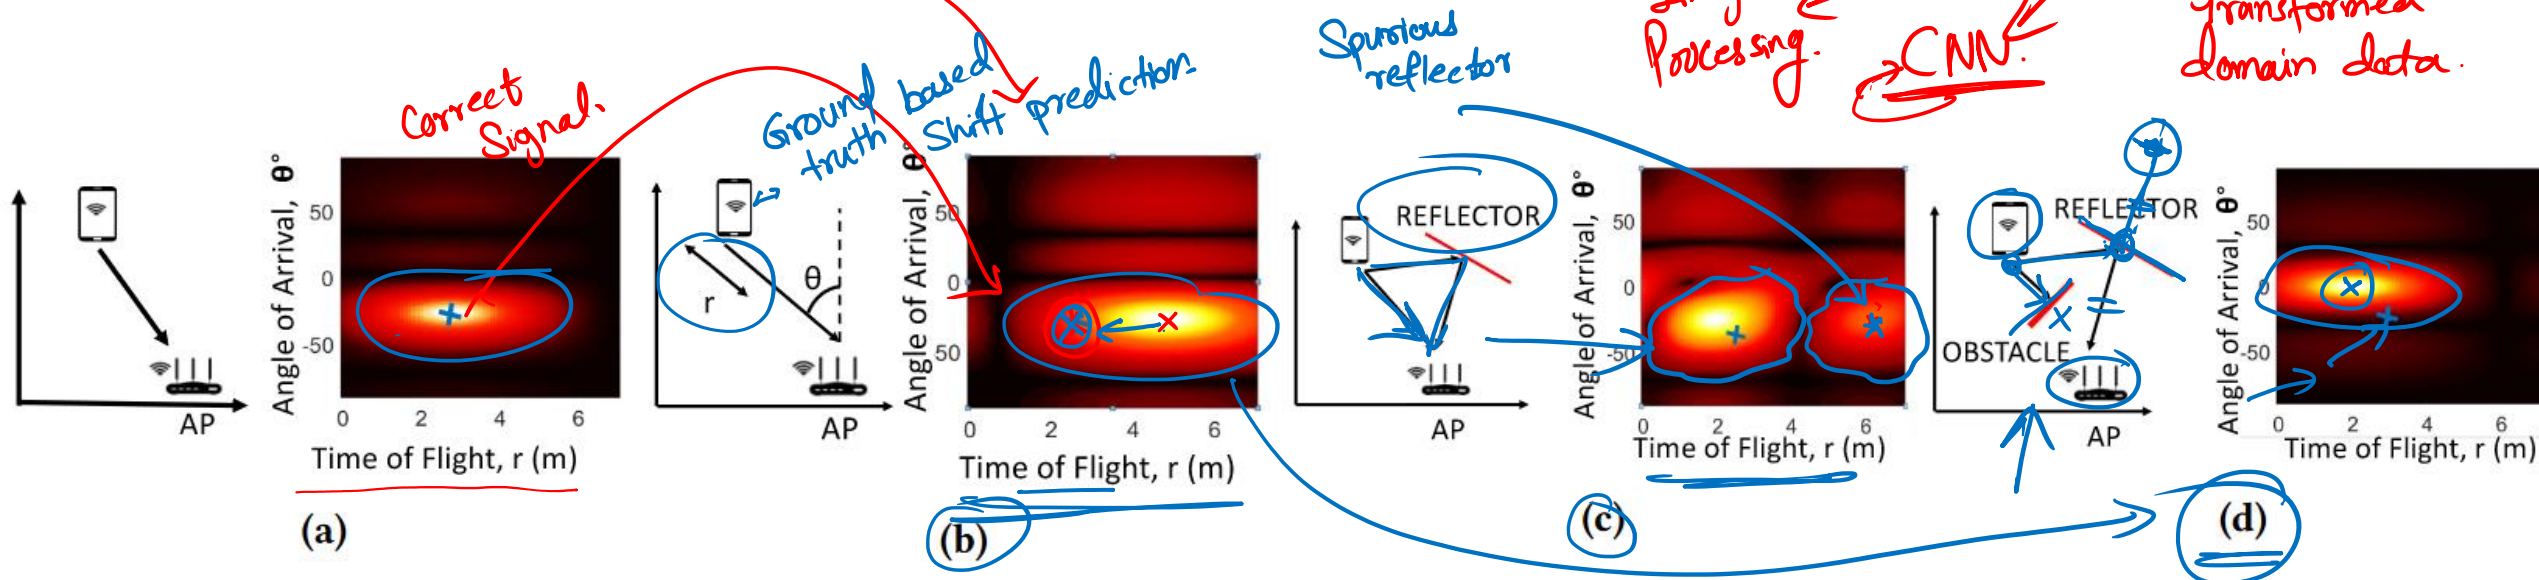 Spurious
reflector
Processing.
CNN.
Transformed
domain data.
Correct
Signal.
Ground based
truth Shift prediction
Angle of Arrival, θ°
50
0
-50
0 2 4 6
Time of Flight, r (m)
AP
(a)
r
θ
AP
Angle of Arrival, θ°
50
0
50
0 2 4 6
Time of Flight, r (m)
(b)
REFLECTOR
AP
Angle of Arrival, θ°
50
0
-50
0 2 4 6
Time of Flight, r (m)
(c)
REFLECTOR
OBSTACLE
AP
Angle of Arrival, θ°
50
0
-50
0 2 4 6
Time of Flight, r (m)
(d)